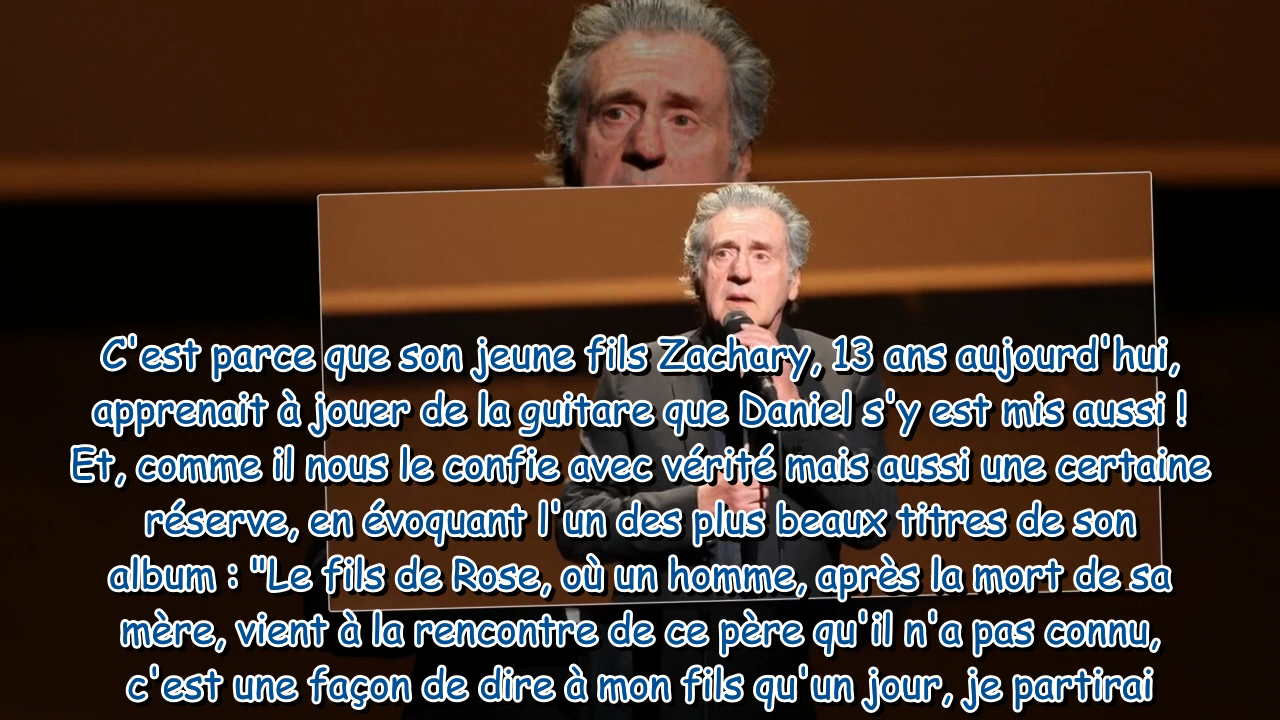 C'est parce que son jeune fils Zachary, 13 ans aujourd'hui,
apprenait à jouer de la guitare que Daniel s'y est mis aussi !
Et, comme il nous le confie avec vérité mais aussi une certaine
réserve, en évoquant l'un des plus beaux titres de son
album : "Le fils de Rose, où un homme, après la mort de sa
mère, vient à la rencontre de ce père qu'il n'a pas connu,
c'est une façon de dire à mon fils qu'un jour, je partirai